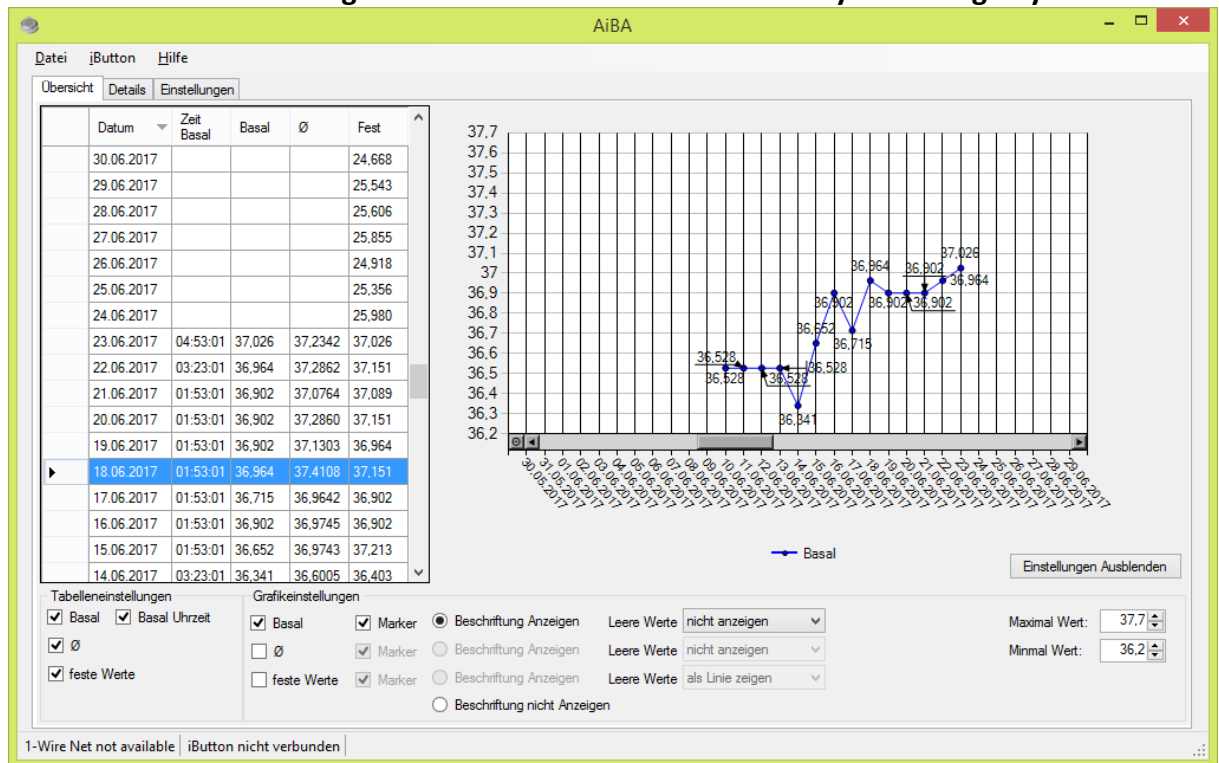 AiBA
Datei iButton Hilfe
Übersicht Details Einstellungen
Datum Zeit Basal Basal Ø Fest
30.06.2017 24,668
29.06.2017 25,543
28.06.2017 25,606
27.06.2017 25,855
26.06.2017 24,918
25.06.2017 25,356
24.06.2017 25,980
23.06.2017 04:53:01 37,026 37,2342 37,026
22.06.2017 03:23:01 36,964 37,2862 37,151
21.06.2017 01:53:01 36,902 37,0764 37,089
20.06.2017 01:53:01 36,902 37,2860 37,151
19.06.2017 01:53:01 36,902 37,1303 36,964
18.06.2017 01:53:01 36,964 37,4108 37,151
17.06.2017 01:53:01 36,715 36,9642 36,902
16.06.2017 01:53:01 36,902 36,9745 36,902
15.06.2017 01:53:01 36,652 36,9743 37,213
14.06.2017 03:23:01 36,341 36,6005 36,403
37,7
37,6
37,5
37,4
37,3
37,2
37,1
37
36,9
36,8
36,7
36,6
36,5
36,4
36,3
36,2
36,528
36,528
36,528
36,528
36,341
36,652
36,902
36,715
36,964
36,902
36,902
36,902
36,964
37,026
30.05.2017
31.05.2017
01.06.2017
02.06.2017
03.06.2017
04.06.2017
05.06.2017
06.06.2017
07.06.2017
08.06.2017
09.06.2017
10.06.2017
11.06.2017
12.06.2017
13.06.2017
14.06.2017
15.06.2017
16.06.2017
17.06.2017
18.06.2017
19.06.2017
20.06.2017
21.06.2017
22.06.2017
23.06.2017
24.06.2017
25.06.2017
26.06.2017
27.06.2017
28.06.2017
29.06.2017
Basal
Einstellungen Ausblenden
Tabelleneinstellungen
Basal Basal Uhrzeit
Ø
feste Werte
Grafikeinstellungen
Basal Marker Beschriftung Anzeigen Leere Werte nicht anzeigen
Ø Marker Beschriftung Anzeigen Leere Werte nicht anzeigen
feste Werte Marker Beschriftung Anzeigen Leere Werte als Linie zeigen
Beschriftung nicht Anzeigen
Maximal Wert: 37,7
Minmal Wert: 36,2
1-Wire Net not available iButton nicht verbunden